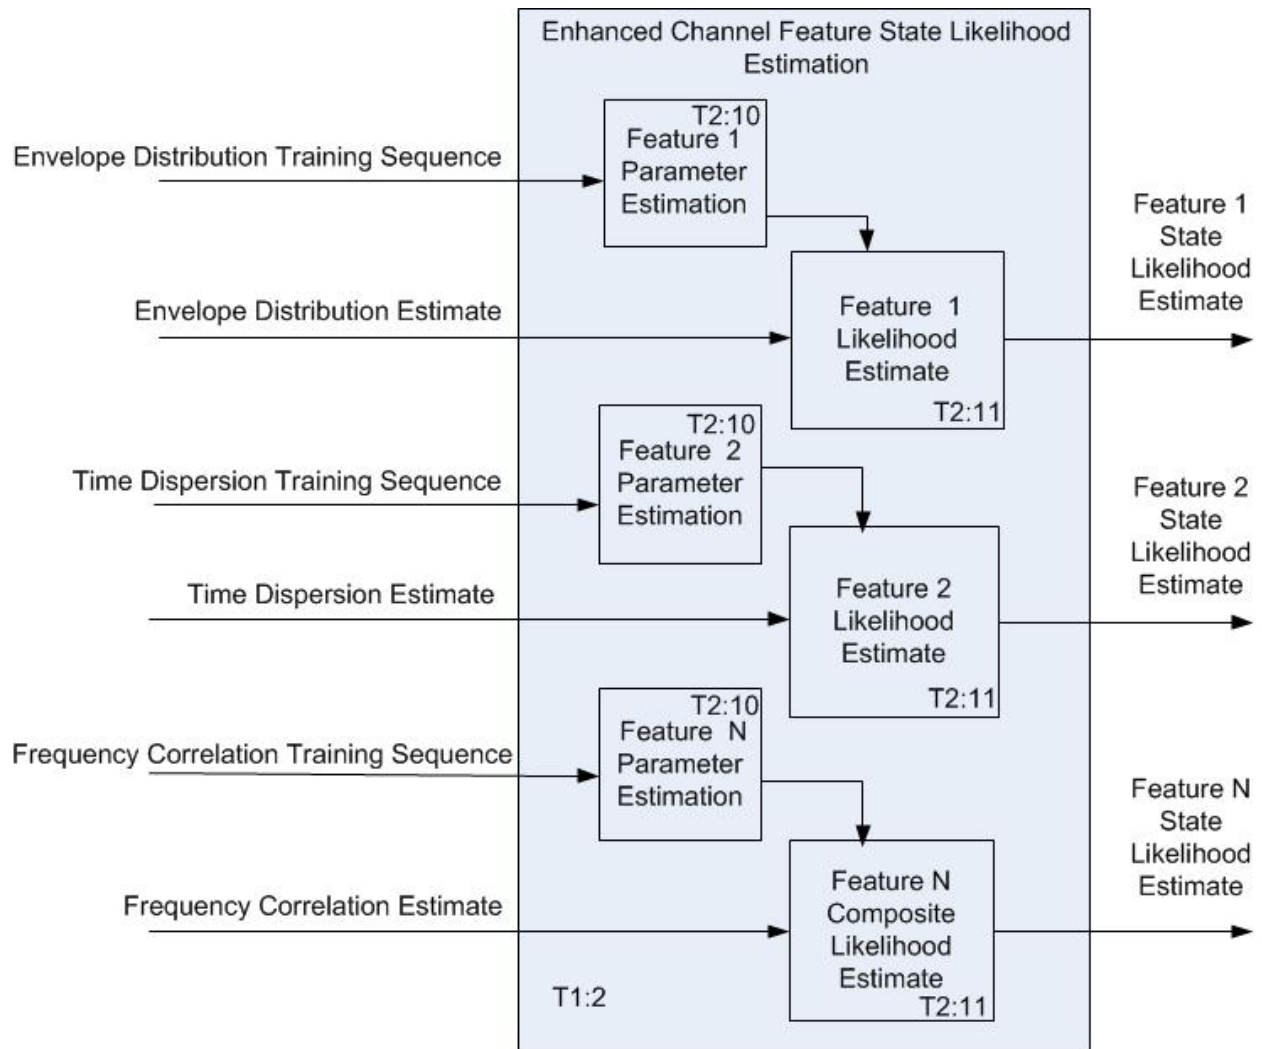 Enhanced Channel Feature State Likelihood
Estimation
T2:10
Feature 1
Parameter
Estimation
Envelope Distribution Training Sequence
Feature 1
State
Likelihood
Estimate
Envelope Distribution Estimate
Feature 1
Likelihood
Estimate
T2:11
T2:10
Feature 2
Parameter
Estimation
Time Dispersion Training Sequence
Feature 2
State
Likelihood
Estimate
Time Dispersion Estimate
Feature 2
Likelihood
Estimate
T2:11
T2:10
Feature N
Parameter
Estimation
Frequency Correlation Training Sequence
Feature N
State
Likelihood
Estimate
Frequency Correlation Estimate
Feature N
Composite
Likelihood
Estimate
T2:11
T1:2